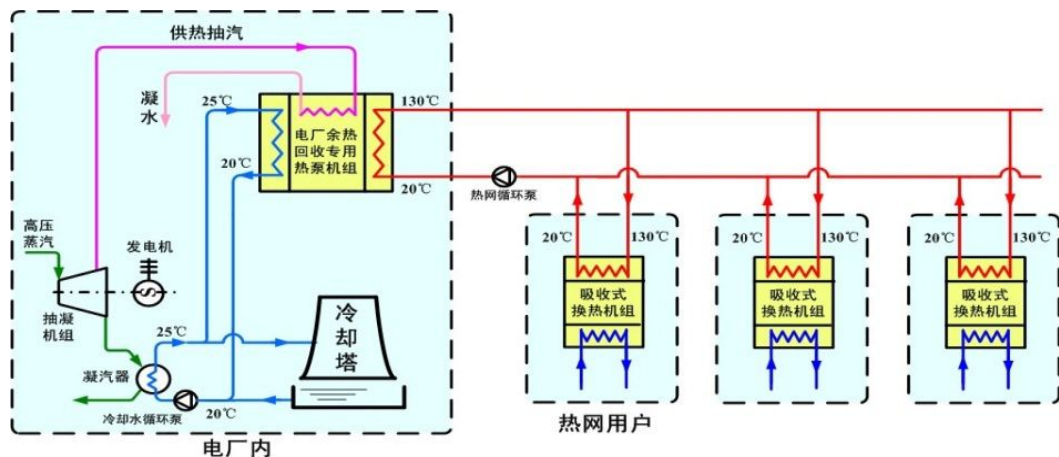 供热抽汽
凝
水
25℃
130℃
电厂余热
回收专用
热泵机组
20℃
20℃
热网循环泵
高压
蒸汽
发电机
S
抽凝
机组
25℃
冷
却
塔
凝汽器
20℃
冷却水循环泵
电厂内
20℃
130℃
吸收式
换热机组
20℃
130℃
吸收式
换热机组
20℃
130℃
吸收式
换热机组
热网用户